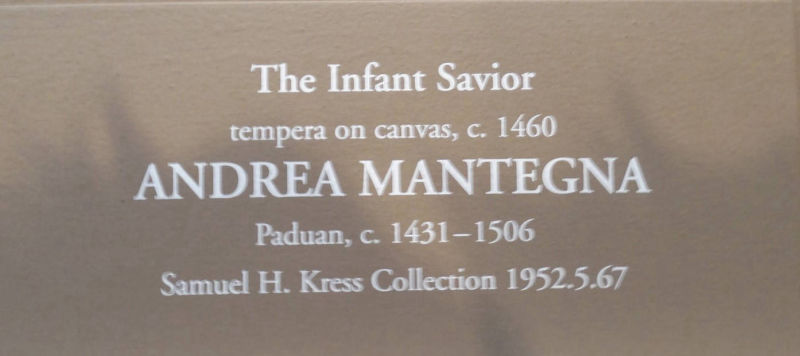 The Infant Savior
tempera on canvas, c. 1460
ANDREA MANTEGNA
Paduan, c. 1431–1506
Samuel H. Kress Collection 1952.5.67